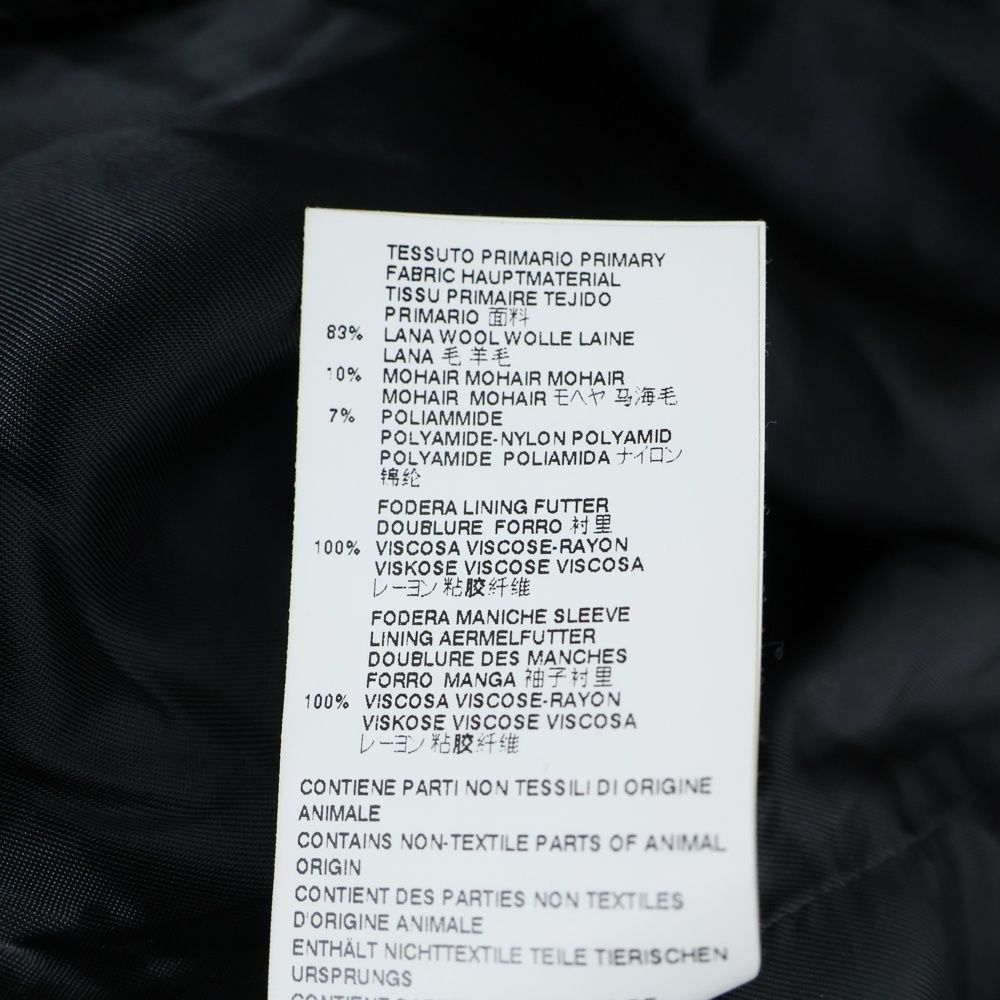 TESSUTO PRIMARIO PRIMARY
FABRIC HAUPTMATERIAL
TISSU PRIMAIRE TEJIDO
PRIMARIO 面料
83% LANA WOOL WOLLE LAINE
LANA 毛 羊毛
10% MOHAIR MOHAIR MOHAIR
MOHAIR MOHAIR モヘヤ 马海毛
7% POLIAMMIDE
POLYAMIDE-NYLON POLYAMID
POLYAMIDE POLIAMIDA ナイロン
锦纶
FODERA LINING FUTTER
DOUBLURE FORRO 衬里
100% VISCOSA VISCOSE-RAYON
VISKOSE VISCOSE VISCOSA
レーヨン 粘胶纤维
FODERA MANICHE SLEEVE
LINING AERMELFUTTER
DOUBLURE DES MANCHES
FORRO MANGA 袖子衬里
100% VISCOSA VISCOSE-RAYON
VISKOSE VISCOSE VISCOSA
レーヨン 粘胶纤维
CONTIENE PARTI NON TESSILI DI ORIGINE
ANIMALE
CONTAINS NON-TEXTILE PARTS OF ANIMAL
ORIGIN
CONTIENT DES PARTIES NON TEXTILES
D'ORIGINE ANIMALE
ENTHÄLT NICHTTEXTILE TEILE TIERISCHEN
URSPRUNGS